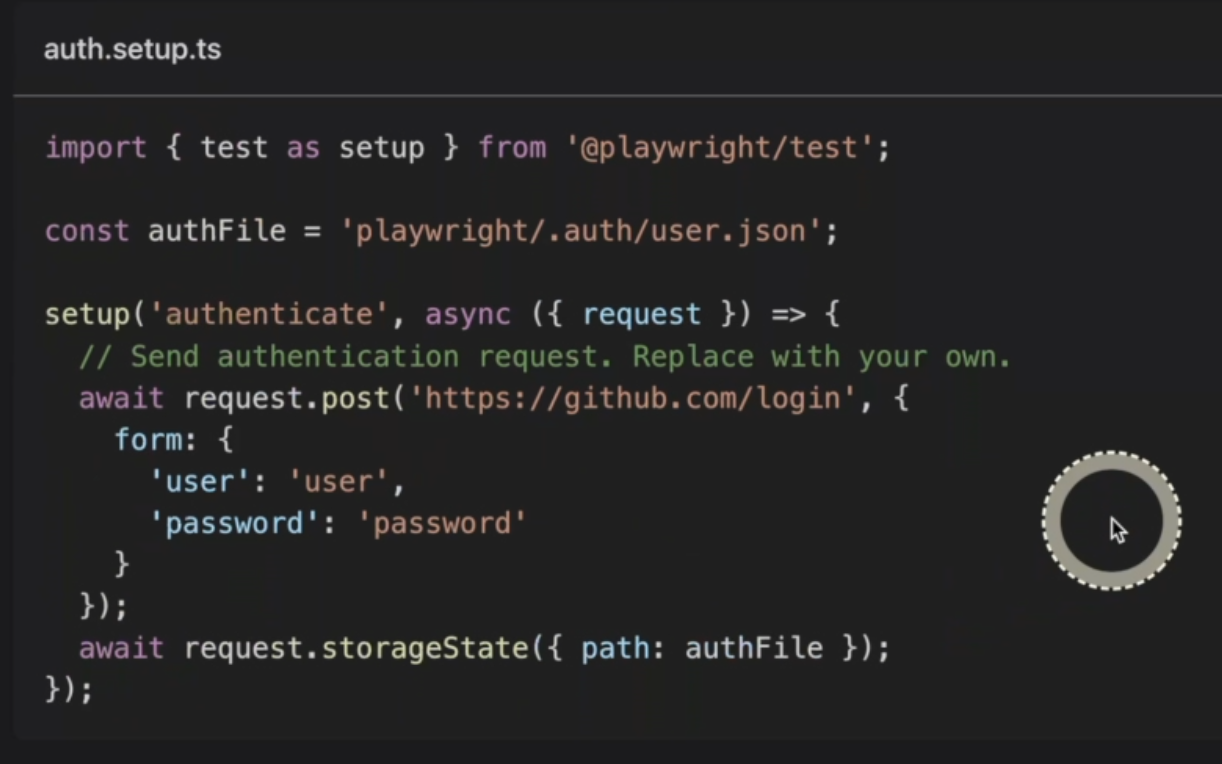 auth.setup.ts
import { test as setup } from '@playwright/test';
const authFile = 'playwright/.auth/user.json';
setup('authenticate', async ({ request }) => {
  // Send authentication request. Replace with your own.
  await request.post('https://github.com/login', {
    form: {
      'user': 'user',
      'password': 'password'
    }
  });
  await request.storageState({ path: authFile });
});